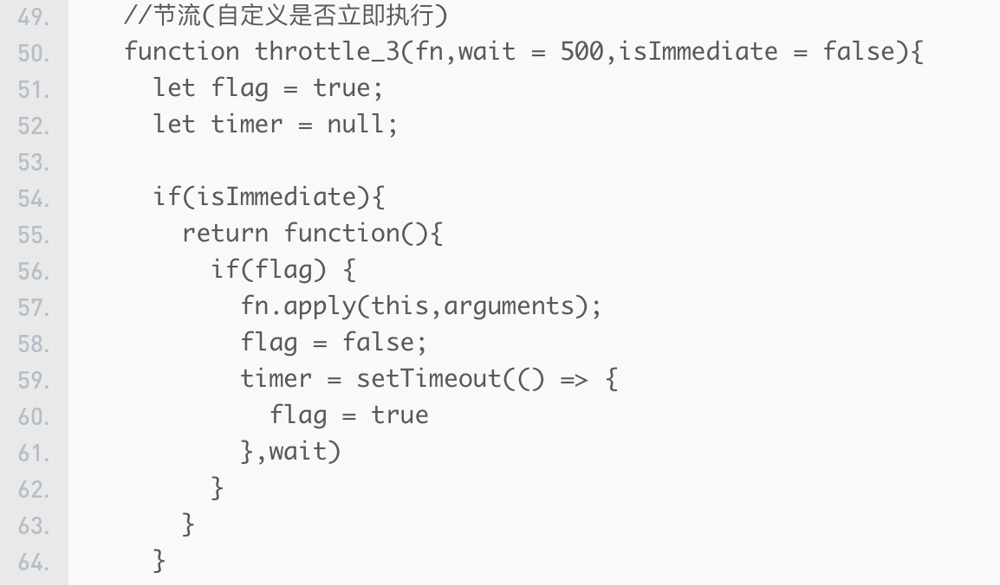 49. //节流(自定义是否立即执行)
50. function throttle_3(fn,wait = 500,isImmediate = false){
51. let flag = true;
52. let timer = null;
53.
54. if(isImmediate){
55. return function(){
56. if(flag) {
57. fn.apply(this,arguments);
58. flag = false;
59. timer = setTimeout(() => {
60. flag = true
61. },wait)
62. }
63. }
64. }